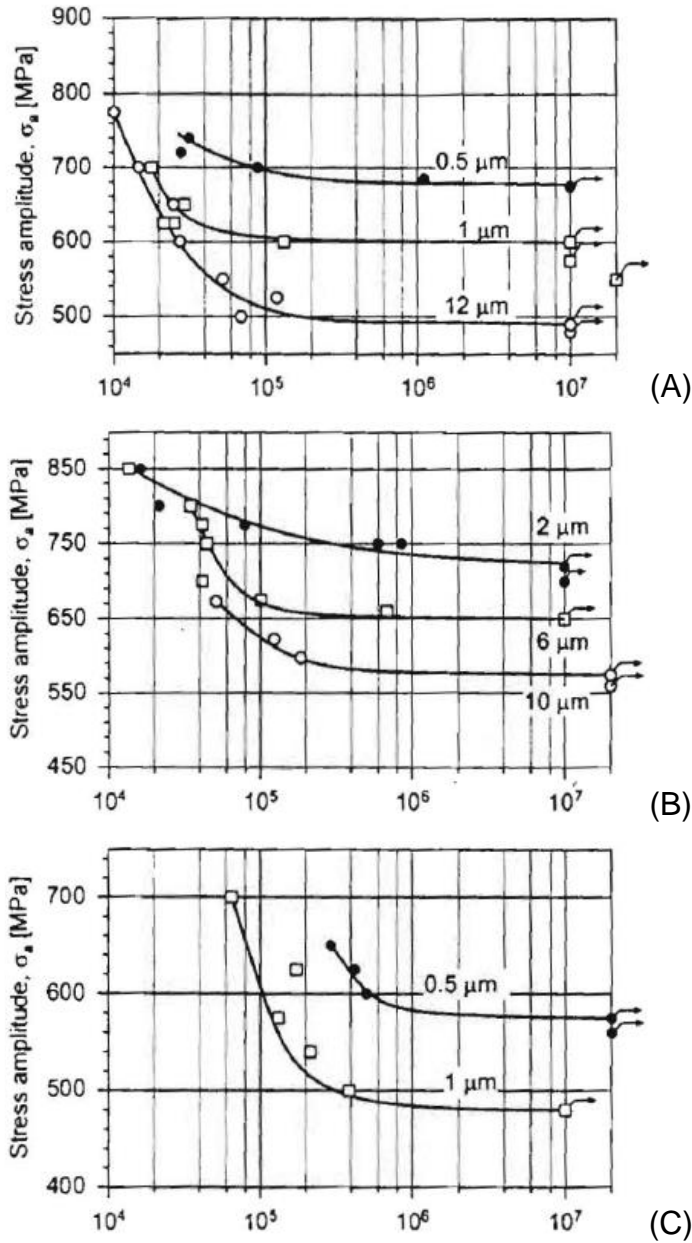 900
800
700
600
500
Stress amplitude, σₐ [MPa]
0.5 μm
1 μm
12 μm
10⁴ 10⁵ 10⁶ 10⁷
(A)
850
750
650
550
450
Stress amplitude, σₐ [MPa]
2 μm
6 μm
10 μm
10⁴ 10⁵ 10⁶ 10⁷
(B)
700
600
500
400
Stress amplitude, σₐ [MPa]
0.5 μm
1 μm
10⁴ 10⁵ 10⁶ 10⁷
(C)